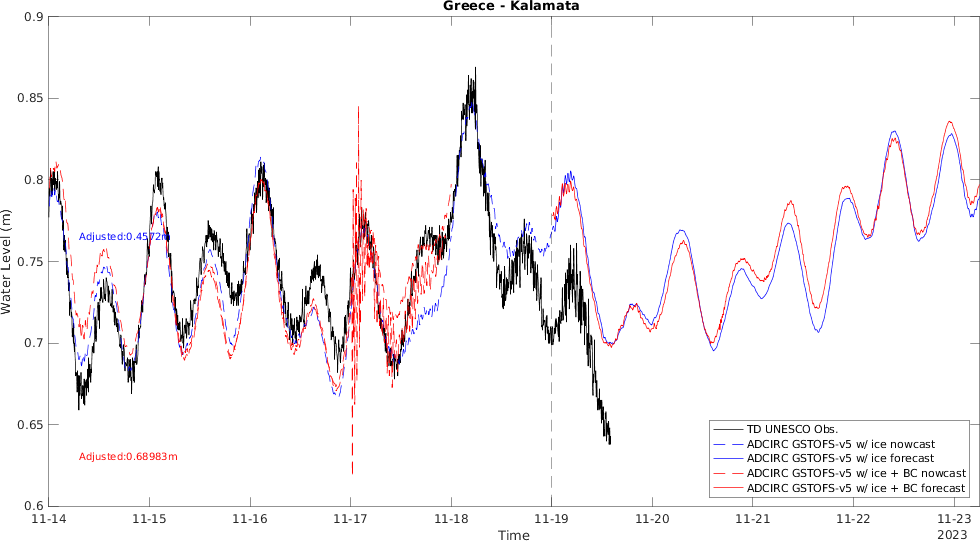 Greece - Kalamata
Water Level (m)
0.9
0.85
0.8
0.75
0.7
0.65
0.6
Adjusted:0.4572m
Adjusted:0.68983m
TD UNESCO Obs.
ADCIRC GSTOFS-v5 w/ ice nowcast
ADCIRC GSTOFS-v5 w/ ice forecast
ADCIRC GSTOFS-v5 w/ ice + BC nowcast
ADCIRC GSTOFS-v5 w/ ice + BC forecast
11-14 11-15 11-16 11-17 11-18 11-19 11-20 11-21 11-22 11-23
Time
2023